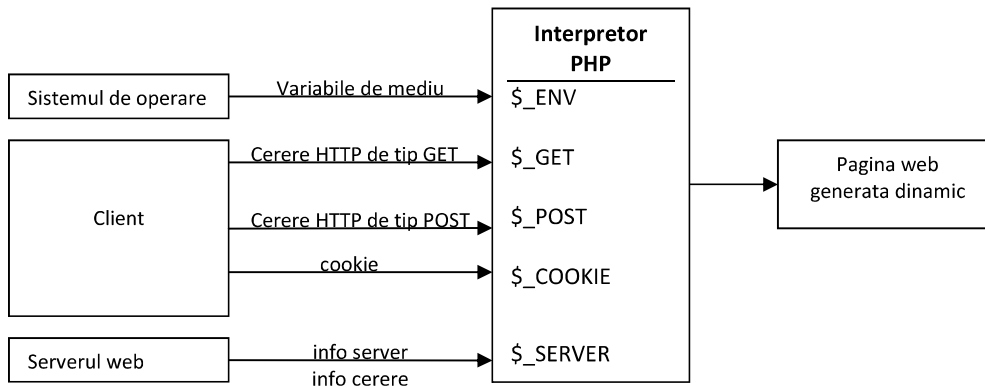 Interpretor
PHP
Sistemul de operare
Variabile de mediu
$_ENV
Client
Cerere HTTP de tip GET
$_GET
Cerere HTTP de tip POST
$_POST
cookie
$_COOKIE
Serverul web
info server
info cerere
$_SERVER
Pagina web
generata dinamic